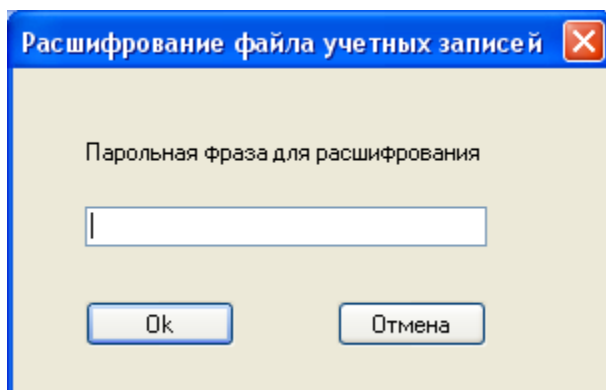 Расшифрование файла учетных записей
Парольная фраза для расшифрования
Ok
Отмена